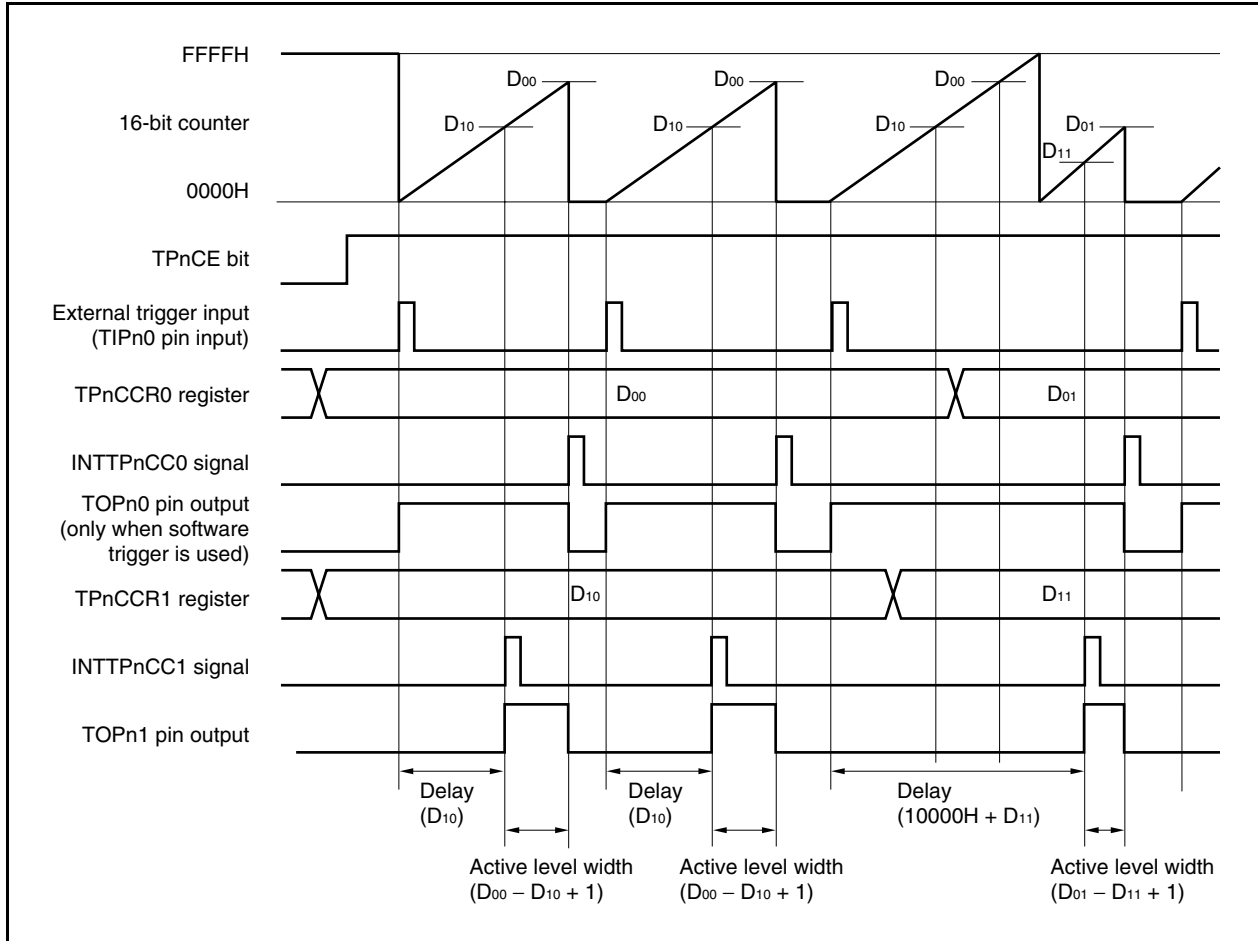 FFFFH
D00
D00
D00
16-bit counter
D10
D10
D10
D01
D11
0000H
TPnCE bit
External trigger input
(TIPn0 pin input)
TPnCCR0 register
D00
D01
INTTPnCC0 signal
TOPn0 pin output
(only when software
trigger is used)
TPnCCR1 register
D10
D11
INTTPnCC1 signal
TOPn1 pin output
Delay
(D10)
Delay
(D10)
Delay
(10000H + D11)
Active level width
(D00 − D10 + 1)
Active level width
(D00 − D10 + 1)
Active level width
(D01 − D11 + 1)